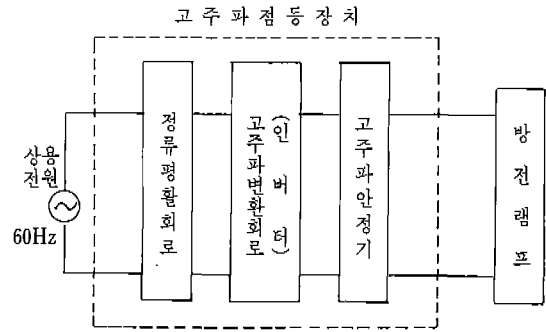 고주파점등장치
상용
전원
60Hz
정류평활회로
고주파변환회로
(인버터)
고주파안정기
방전램프